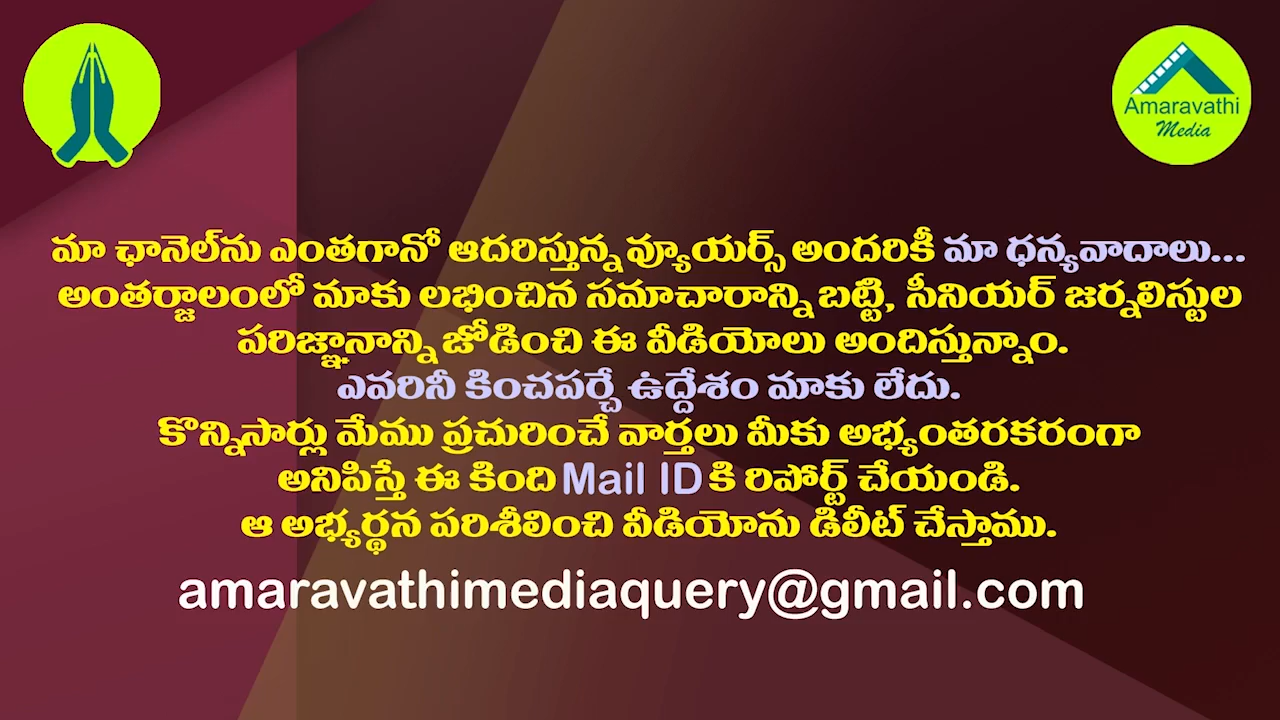 Amaravathi
Media
మా ఛానెల్‌ను ఎంతగానో ఆదరిస్తున్న వ్యూయర్స్ అందరికీ మా ధన్యవాదాలు...
అంతర్జాలంలో మాకు లభించిన సమాచారాన్ని బట్టి, సీనియర్ జర్నలిస్టుల
పరిజ్ఞానాన్ని జోడించి ఈ వీడియోలు అందిస్తున్నాం.
ఎవరినీ కించపర్చే ఉద్దేశం మాకు లేదు.
కొన్నిసార్లు మేము ప్రచురించే వార్తలు మీకు అభ్యంతరకరంగా
అనిపిస్తే ఈ కింది Mail ID కి రిపోర్ట్ చేయండి.
ఆ అభ్యర్థన పరిశీలించి వీడియోను డిలీట్ చేస్తాము.
amaravathimediaquery@gmail.com